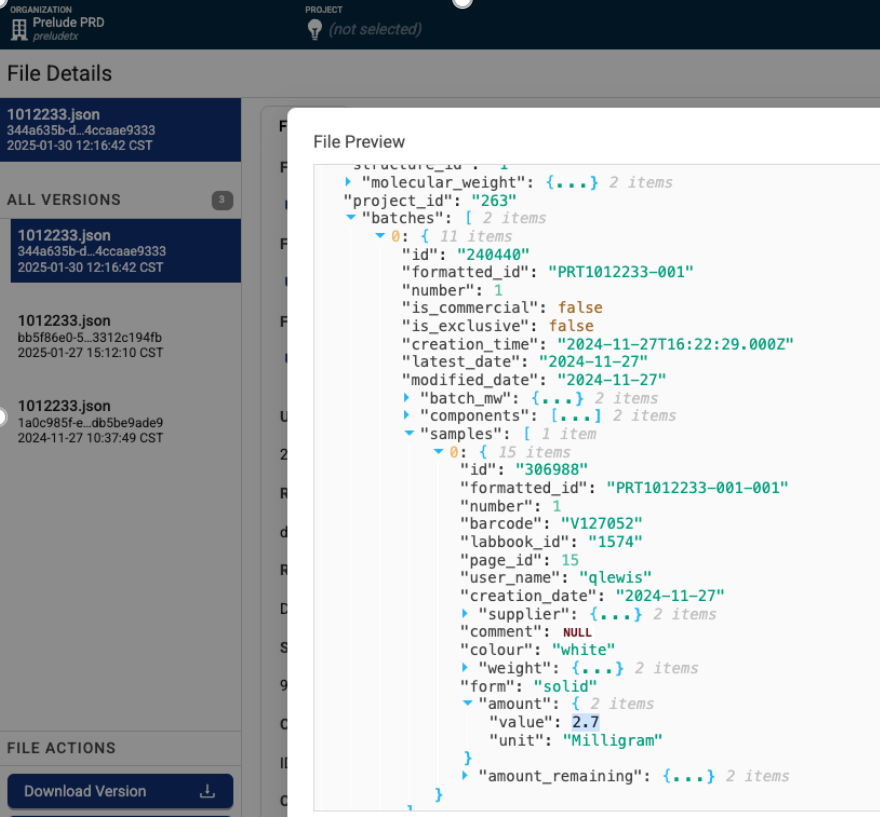 ORGANIZATION
Prelude PRD
preludetx
PROJECT
(not selected)
File Details
1012233.json
344a635b-d...4ccaae9333
2025-01-30 12:16:42 CST
ALL VERSIONS
3
1012233.json
344a635b-d...4ccaae9333
2025-01-30 12:16:42 CST
1012233.json
bb5f86e0-5...3312c194fb
2025-01-27 15:12:10 CST
1012233.json
1a0c985f-e...db5be9ade9
2024-11-27 10:37:49 CST
FILE ACTIONS
Download Version
File Preview
"molecular_weight": {...} 2 items
"project_id": "263"
"batches": [ 2 items
0: { 11 items
"id": "240440"
"formatted_id": "PRT1012233-001"
"number": 1
"is_commercial": false
"is_exclusive": false
"creation_time": "2024-11-27T16:22:29.000Z"
"latest_date": "2024-11-27"
"modified_date": "2024-11-27"
"batch_mw": {...} 2 items
"components": [...] 2 items
"samples": [ 1 item
0: { 15 items
"id": "306988"
"formatted_id": "PRT1012233-001-001"
"number": 1
"barcode": "V127052"
"labbook_id": "1574"
"page_id": 15
"user_name": "qlewis"
"creation_date": "2024-11-27"
"supplier": {...} 2 items
"comment": NULL
"colour": "white"
"weight": {...} 2 items
"form": "solid"
"amount": { 2 items
"value": 2.7
"unit": "Milligram"
}
"amount_remaining": {...} 2 items
}